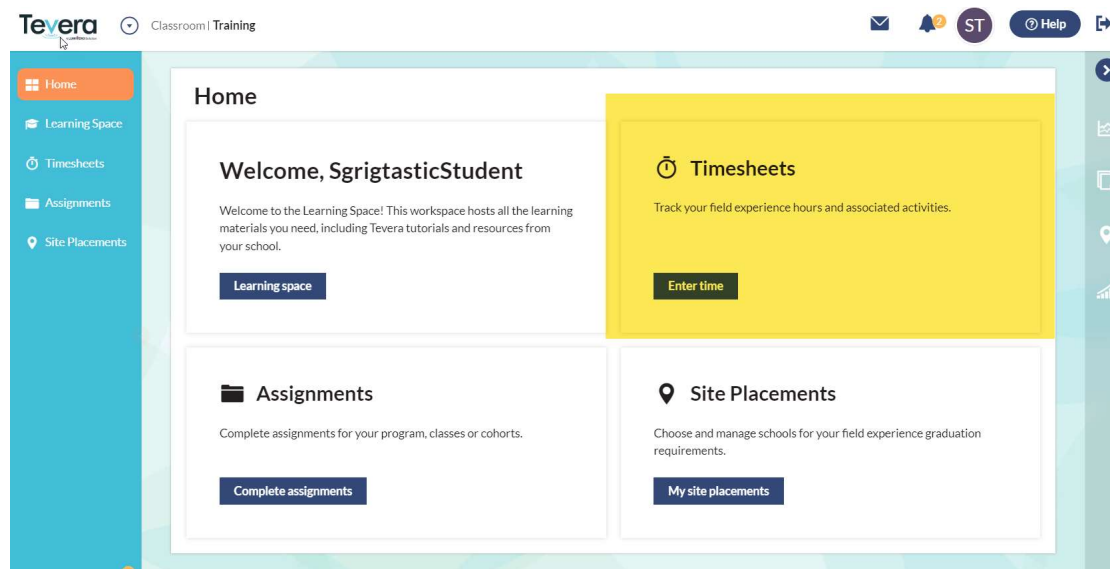 Tevera
Classroom | Training
2
ST
Help
Home
Learning Space
Timesheets
Assignments
Site Placements
Home
Welcome, SgrigtasticStudent
Welcome to the Learning Space! This workspace hosts all the learning
materials you need, including Tevera tutorials and resources from
your school.
Learning space
Timesheets
Track your field experience hours and associated activities.
Enter time
Assignments
Complete assignments for your program, classes or cohorts.
Complete assignments
Site Placements
Choose and manage schools for your field experience graduation
requirements.
My site placements